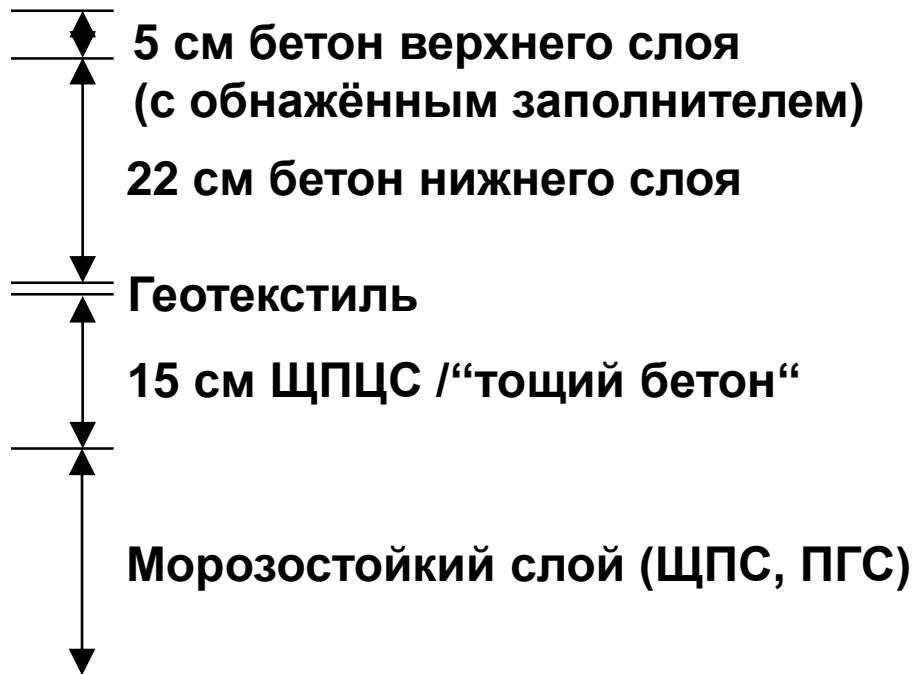 5 см бетон верхнего слоя
(с обнажённым заполнителем)
22 см бетон нижнего слоя
Геотекстиль
15 см ЩПЦС /“тощий бетон“
Морозостойкий слой (ЩПС, ПГС)